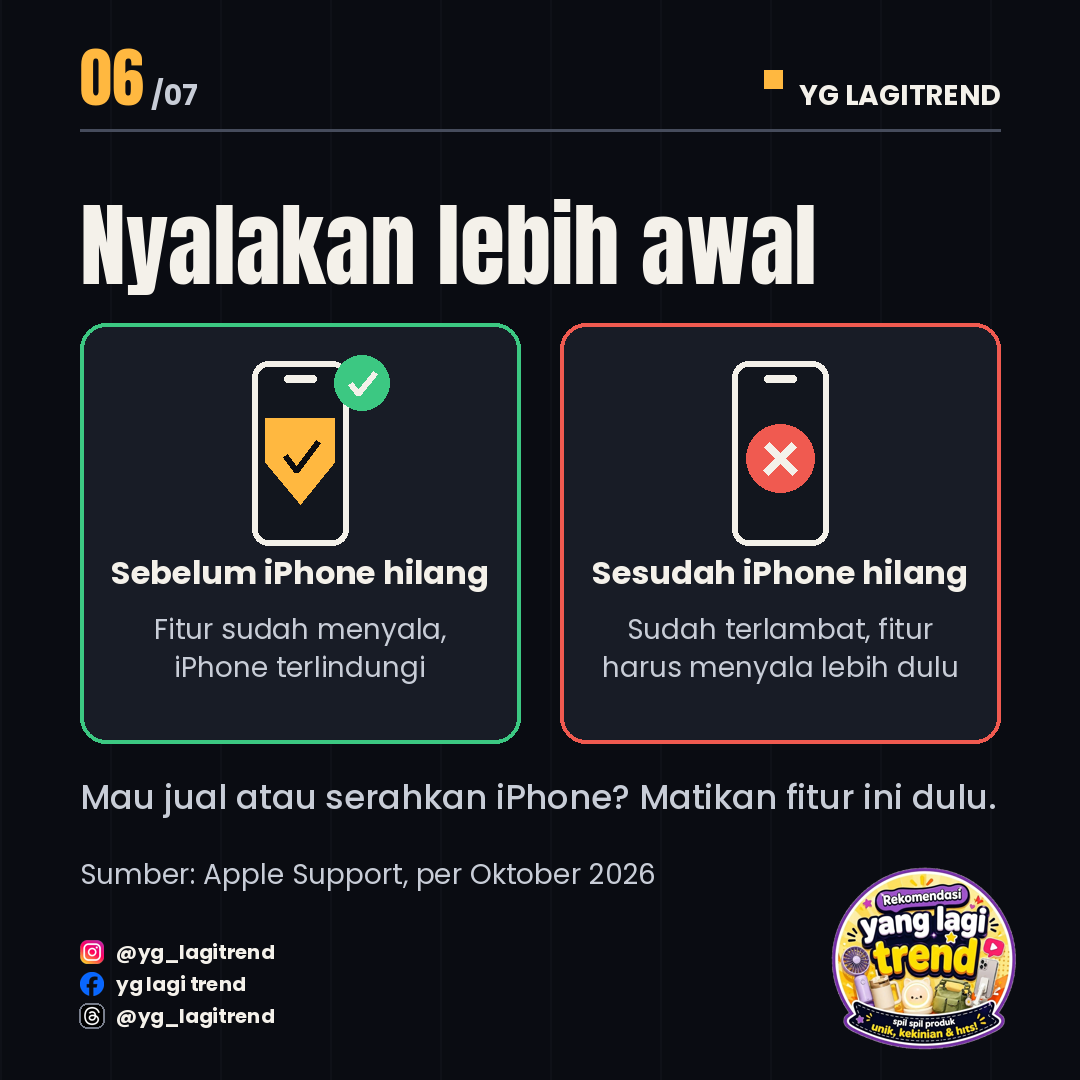 06 /07
YG LAGITREND
Nyalakan lebih awal
Sebelum iPhone hilang
Fitur sudah menyala,
iPhone terlindungi
Sesudah iPhone hilang
Sudah terlambat, fitur
harus menyala lebih dulu
Mau jual atau serahkan iPhone? Matikan fitur ini dulu.
Sumber: Apple Support, per Oktober 2026
@yg_lagitrend
yg lagi trend
@yg_lagitrend
Rekomendasi
yang lagi
trend
spil spil produk
unik, kekinian & hits!